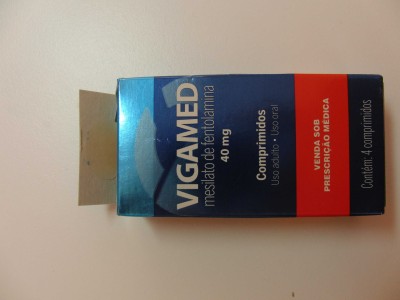 VIGAMED
mesilato de fentolamina
40 mg
Comprimidos
Uso adulto • Uso oral
VENDA SOB
PRESCRIÇÃO MÉDICA
Contém: 4 comprimidos